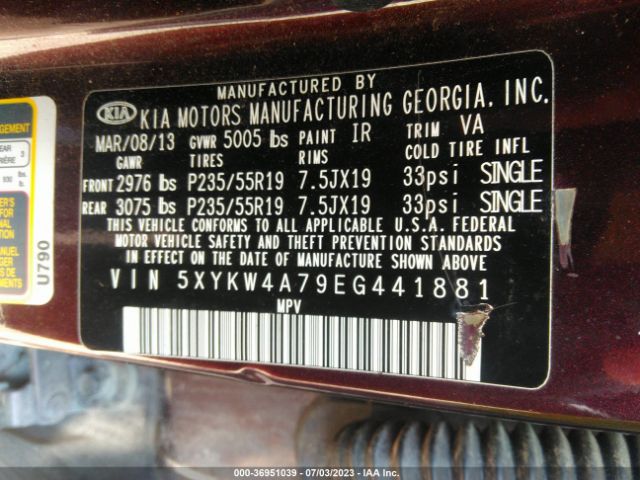 MANUFACTURED BY
KIA KIA MOTORS MANUFACTURING GEORGIA, INC.
MAR/08/13 GVWR 5005 lbs PAINT IR TRIM VA
GAWR TIRES RIMS COLD TIRE INFL
FRONT 2976 lbs P235/55R19 7.5JX19 33psi SINGLE
REAR 3075 lbs P235/55R19 7.5JX19 33psi SINGLE
THIS VEHICLE CONFORMS TO ALL APPLICABLE U.S.A. FEDERAL
MOTOR VEHICLE SAFETY AND THEFT PREVENTION STANDARDS
IN EFFECT ON THE DATE OF MANUFACTURE SHOWN ABOVE
VIN 5XYKW4A79EG441881
MPV
U790
000-36951039 - 07/03/2023 - IAA Inc.